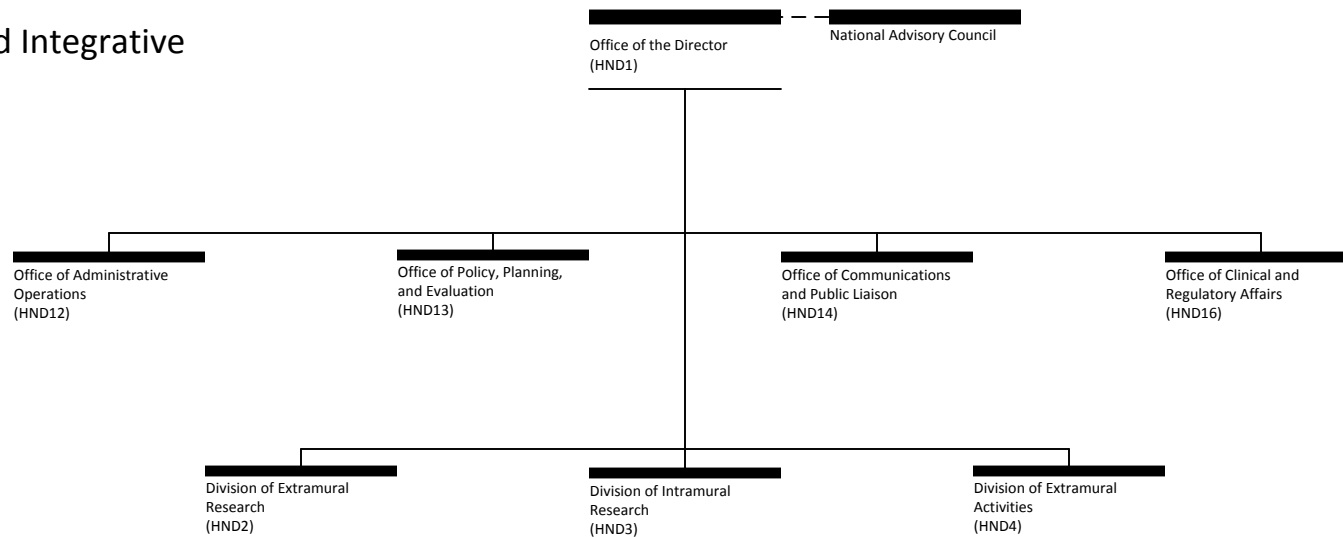 d Integrative
Office of the Director
(HND1)
National Advisory Council
Office of Administrative
Operations
(HND12)
Office of Policy, Planning,
and Evaluation
(HND13)
Office of Communications
and Public Liaison
(HND14)
Office of Clinical and
Regulatory Affairs
(HND16)
Division of Extramural
Research
(HND2)
Division of Intramural
Research
(HND3)
Division of Extramural
Activities
(HND4)